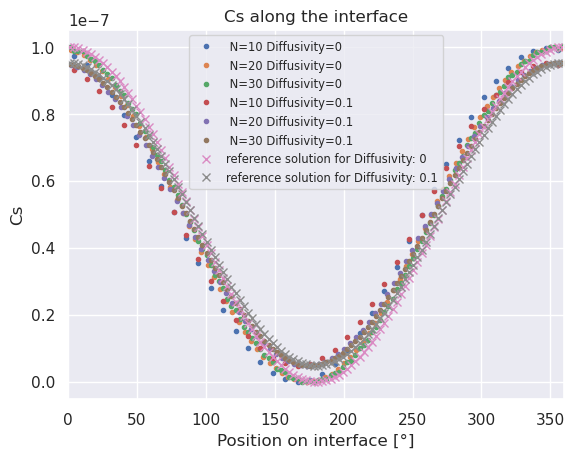 Cs along the interface
1e−7
N=10 Diffusivity=0
N=20 Diffusivity=0
N=30 Diffusivity=0
N=10 Diffusivity=0.1
N=20 Diffusivity=0.1
N=30 Diffusivity=0.1
reference solution for Diffusivity: 0
reference solution for Diffusivity: 0.1
1.0
0.8
0.6
0.4
0.2
0.0
Cs
0 50 100 150 200 250 300 350
Position on interface [°]